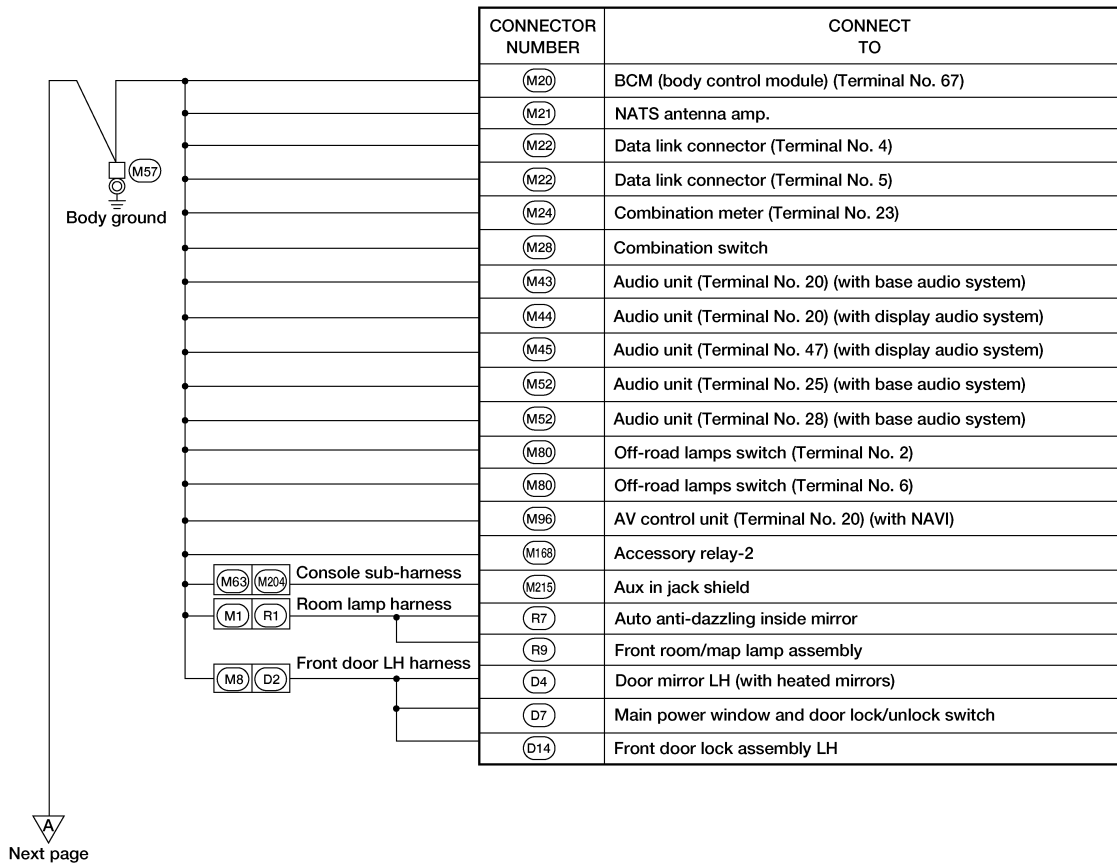 CONNECTOR NUMBER CONNECT TO
M20 BCM (body control module) (Terminal No. 67)
M21 NATS antenna amp.
M22 Data link connector (Terminal No. 4)
M57
M22 Data link connector (Terminal No. 5)
Body ground
M24 Combination meter (Terminal No. 23)
M28 Combination switch
M43 Audio unit (Terminal No. 20) (with base audio system)
M44 Audio unit (Terminal No. 20) (with display audio system)
M45 Audio unit (Terminal No. 47) (with display audio system)
M52 Audio unit (Terminal No. 25) (with base audio system)
M52 Audio unit (Terminal No. 28) (with base audio system)
M80 Off-road lamps switch (Terminal No. 2)
M80 Off-road lamps switch (Terminal No. 6)
M96 AV control unit (Terminal No. 20) (with NAVI)
M168 Accessory relay-2
M63 M204 Console sub-harness M215 Aux in jack shield
M1 R1 Room lamp harness R7 Auto anti-dazzling inside mirror
R9 Front room/map lamp assembly
M8 D2 Front door LH harness D4 Door mirror LH (with heated mirrors)
D7 Main power window and door lock/unlock switch
D14 Front door lock assembly LH
A
Next page